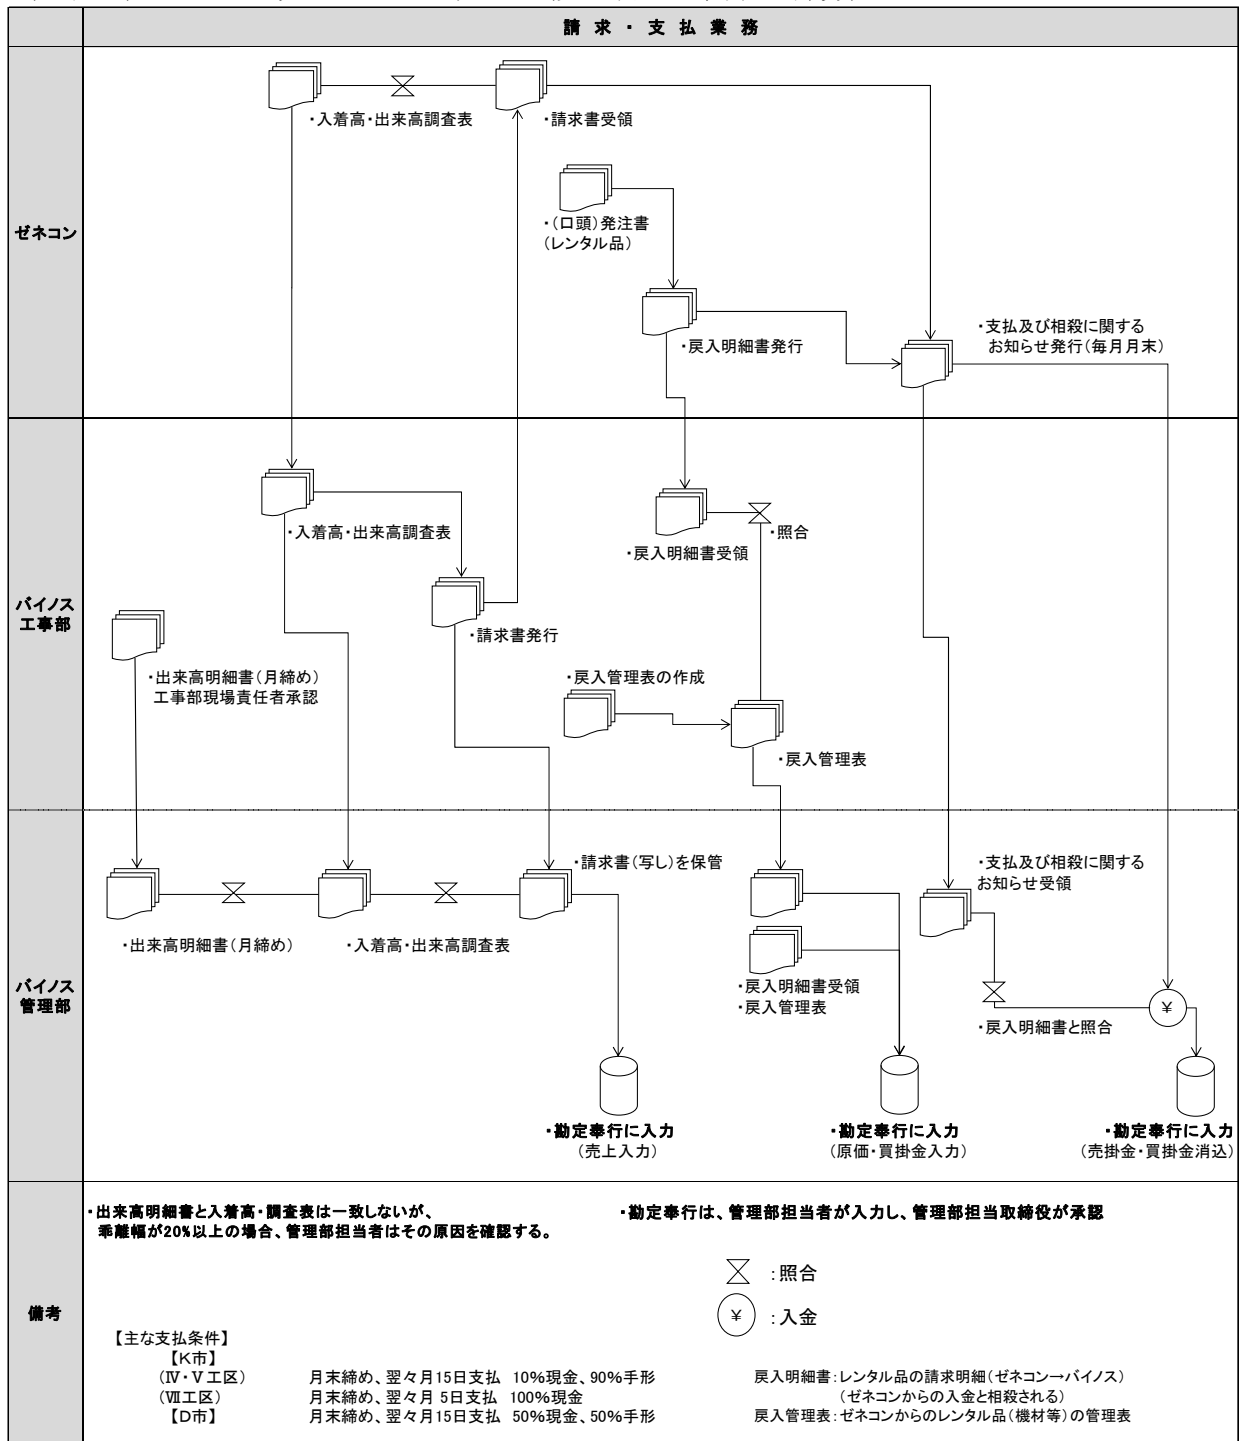 請求・支払業務
ゼネコン
・入着高・出来高調査表
・請求書受領
・(口頭)発注書
(レンタル品)
・戻入明細書発行
・支払及び相殺に関する
お知らせ発行(毎月月末)
バイノス
工事部
・入着高・出来高調査表
・戻入明細書受領
・照合
・請求書発行
・出来高明細書(月締め)
工事部現場責任者承認
・戻入管理表の作成
・戻入管理表
バイノス
管理部
・請求書(写し)を保管
・支払及び相殺に関する
お知らせ受領
・出来高明細書(月締め)
・入着高・出来高調査表
・戻入明細書受領
・戻入管理表
・戻入明細書と照合
¥
・勘定奉行に入力
(売上入力)
・勘定奉行に入力
(原価・買掛金入力)
・勘定奉行に入力
(売掛金・買掛金消込)
備考
・出来高明細書と入着高・調査表は一致しないが、
乖離幅が20%以上の場合、管理部担当者はその原因を確認する。
・勘定奉行は、管理部担当者が入力し、管理部担当取締役が承認
:照合
¥ :入金
【主な支払条件】
【K市】
(Ⅳ・Ⅴ工区) 月末締め、翌々月15日支払 10%現金、90%手形
(Ⅶ工区) 月末締め、翌々月 5日支払 100%現金
【D市】 月末締め、翌々月15日支払 50%現金、50%手形
戻入明細書:レンタル品の請求明細(ゼネコン→バイノス)
(ゼネコンからの入金と相殺される)
戻入管理表:ゼネコンからのレンタル品(機材等)の管理表